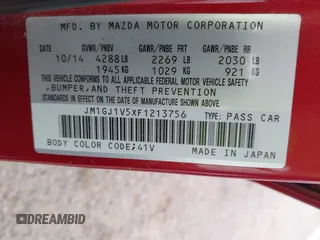 MFD. BY MAZDA MOTOR CORPORATION
10/14 GVWR/PNBV GAWR/PNBE FRT GAWR/PNBE RR
4288LB 2269 LB 2030 LB
1945KG 1029 KG 921 KG
THIS VEHICLE CONFORMS TO ALL APPLICABLE FEDERAL MOTOR VEHICLE SAFETY
,BUMPER,AND THEFT PREVENTION
STANDARDS IN EFFECT ON THE DATE OF MANUFACTURE SHOWN ABOVE.
JM1GJ1V5XF1213756 TYPE: PASS CAR
BODY COLOR CODE:41V MADE IN JAPAN
DREAMBID